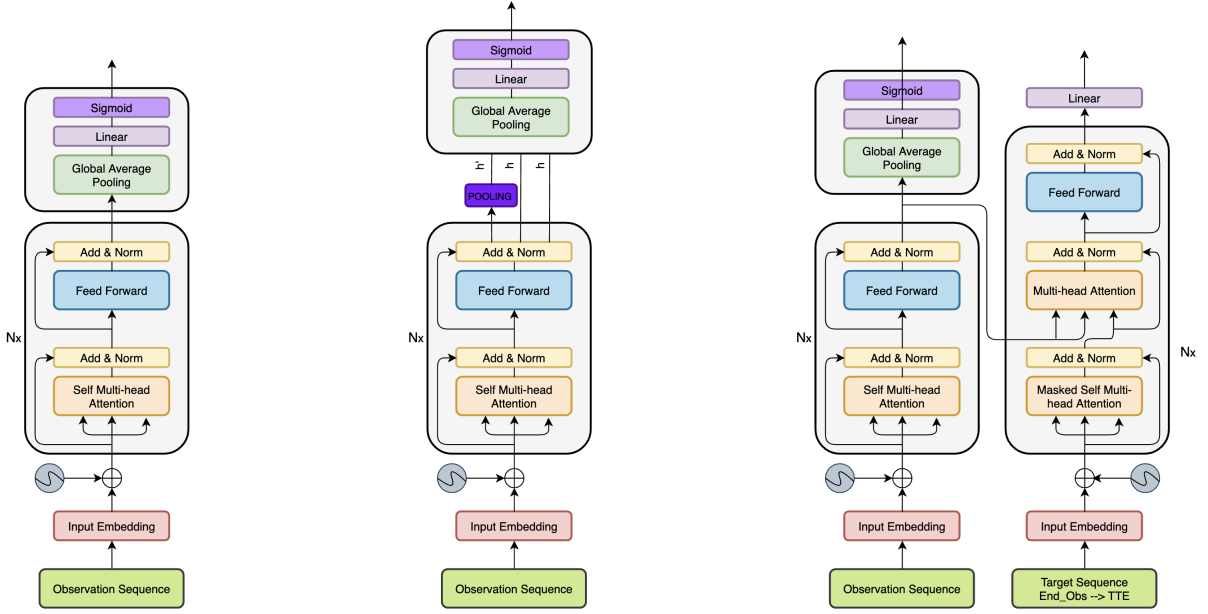 Sigmoid
Linear
Global Average
Pooling
Add & Norm
Feed Forward
Nx
Add & Norm
Self Multi-head
Attention
Input Embedding
Observation Sequence
Sigmoid
Linear
Global Average
Pooling
h'
h
h
POOLING
Add & Norm
Feed Forward
Nx
Add & Norm
Self Multi-head
Attention
Input Embedding
Observation Sequence
Sigmoid
Linear
Global Average
Pooling
Add & Norm
Feed Forward
Nx
Add & Norm
Self Multi-head
Attention
Input Embedding
Observation Sequence
Linear
Add & Norm
Feed Forward
Add & Norm
Multi-head Attention
Add & Norm
Nx
Masked Self Multi-
head Attention
Input Embedding
Target Sequence
End_Obs --> TTE